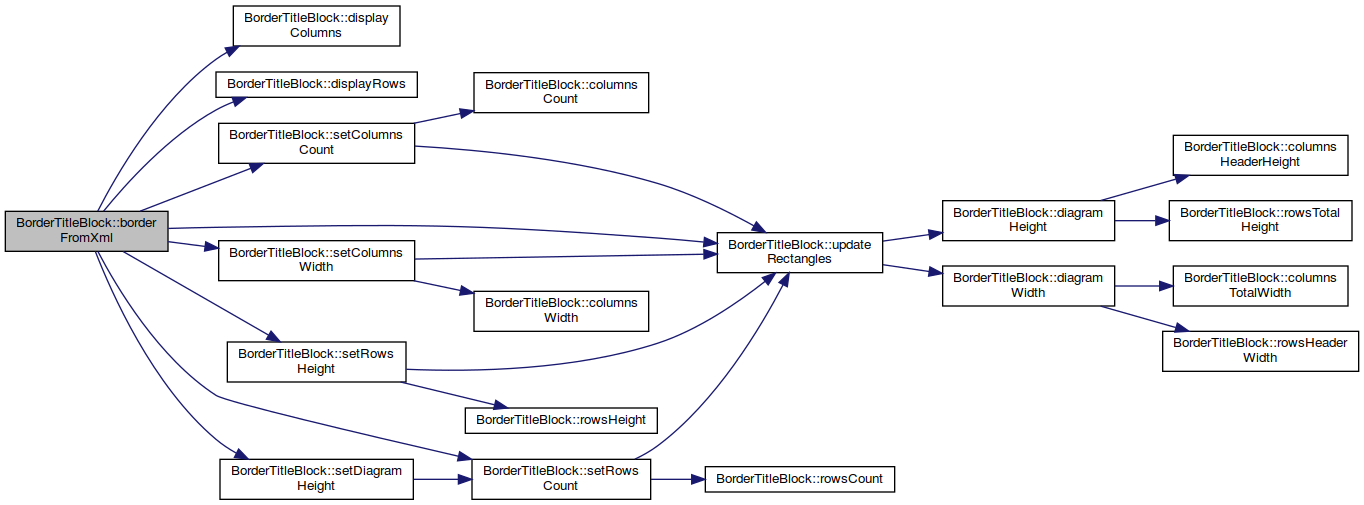 BorderTitleBlock::border
FromXml
BorderTitleBlock::display
Columns
BorderTitleBlock::displayRows
BorderTitleBlock::setColumns
Count
BorderTitleBlock::setColumns
Width
BorderTitleBlock::setRows
Height
BorderTitleBlock::setDiagram
Height
BorderTitleBlock::columns
Count
BorderTitleBlock::columns
Width
BorderTitleBlock::rowsHeight
BorderTitleBlock::setRows
Count
BorderTitleBlock::update
Rectangles
BorderTitleBlock::rowsCount
BorderTitleBlock::diagram
Height
BorderTitleBlock::diagram
Width
BorderTitleBlock::columns
HeaderHeight
BorderTitleBlock::rowsTotal
Height
BorderTitleBlock::columns
TotalWidth
BorderTitleBlock::rowsHeader
Width